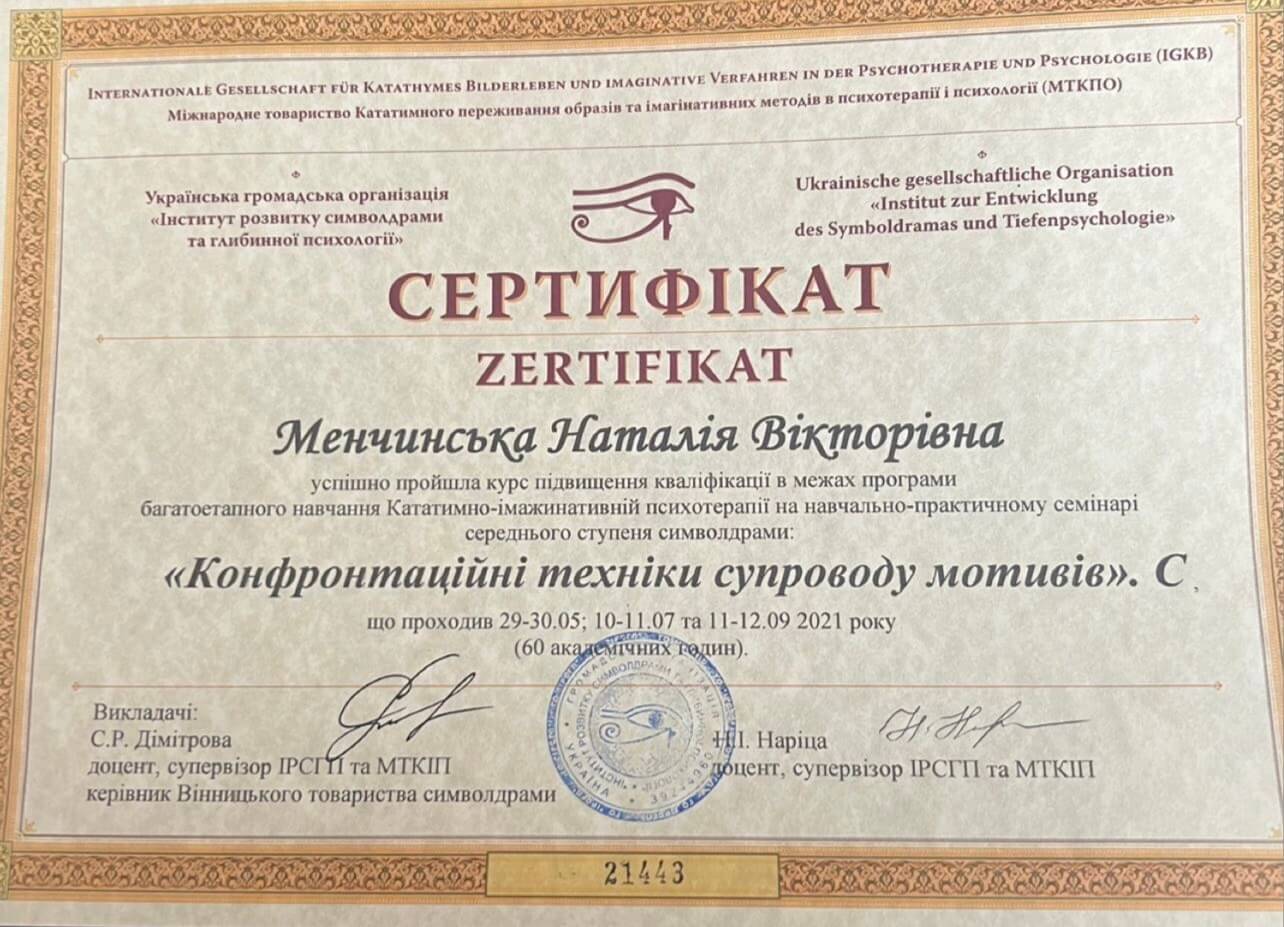 Internationale Gesellschaft für Katathymes Bilderleben und imaginative Verfahren in der Psychotherapie und Psychologie (IGKB)
Міжнародне товариство Кататимного переживання образів та імагінативних методів в психотерапії і психології (МТКПО)
Українська громадська організація
«Інститут розвитку символдрами
та глибинної психології»
Ukrainische gesellschaftliche Organisation
«Institut zur Entwicklung
des Symboldramas und Tiefenpsychologie»
СЕРТИФІКАТ
ZERTIFIKAT
Менчинська Наталія Вікторівна
успішно пройшла курс підвищення кваліфікації в межах програми
багатоетапного навчання Кататимно-імажинативній психотерапії на навчально-практичному семінарі
середнього ступеня символдрами:
«Конфронтаційні техніки супроводу мотивів». С ,
що проходив 29-30.05; 10-11.07 та 11-12.09 2021 року
(60 академічних годин).
Викладачі:
С.Р. Дімітрова
доцент, супервізор ІРСГП та МТКІП
керівник Вінницького товариства символдрами
Н.І. Наріца
доцент, супервізор ІРСГП та МТКІП
УКРАЇНА
21443